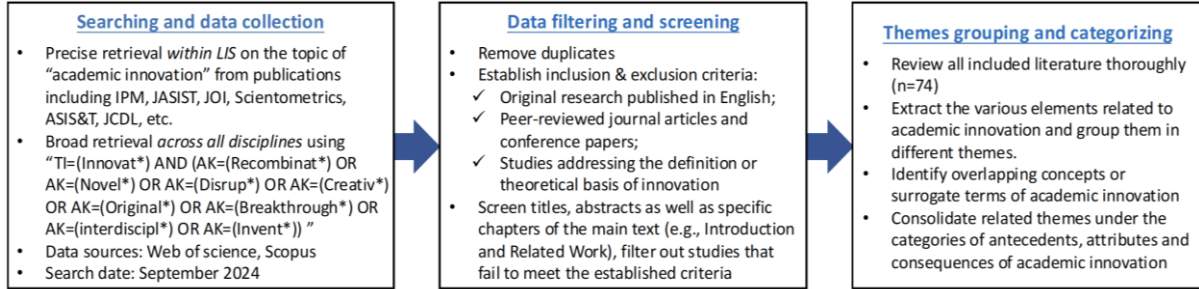 Searching and data collection
• Precise retrieval within LIS on the topic of
“academic innovation” from publications
including IPM, JASIST, JOI, Scientometrics,
ASIS&T, JCDL, etc.
• Broad retrieval across all disciplines using
“TI=(Innovat*) AND (AK=(Recombinat*) OR
AK=(Novel*) OR AK=(Disrup*) OR AK=(Creativ*)
OR AK=(Original*) OR AK=(Breakthrough*) OR
AK=(interdiscipl*) OR AK=(Invent*)) ”
• Data sources: Web of science, Scopus
• Search date: September 2024
Data filtering and screening
• Remove duplicates
• Establish inclusion & exclusion criteria:
✓ Original research published in English;
✓ Peer-reviewed journal articles and
conference papers;
✓ Studies addressing the definition or
theoretical basis of innovation
• Screen titles, abstracts as well as specific
chapters of the main text (e.g., Introduction
and Related Work), filter out studies that
fail to meet the established criteria
Themes grouping and categorizing
• Review all included literature thoroughly
(n=74)
• Extract the various elements related to
academic innovation and group them in
different themes.
• Identify overlapping concepts or
surrogate terms of academic innovation
• Consolidate related themes under the
categories of antecedents, attributes and
consequences of academic innovation